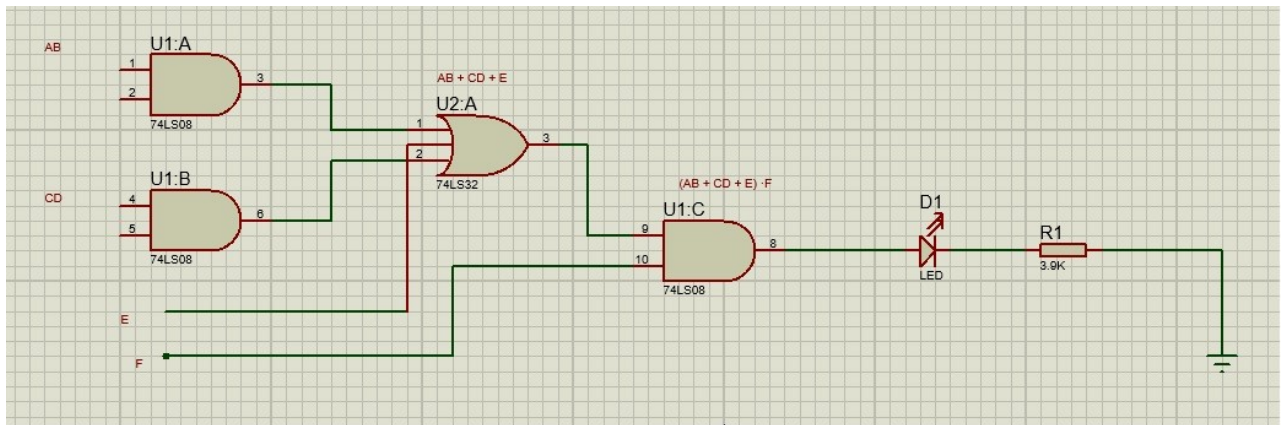 AB
U1:A
1
2
3
74LS08
CD
U1:B
4
5
6
74LS08
AB + CD + E
U2:A
1
2
3
74LS32
E
F
(AB + CD + E) ·F
U1:C
9
10
8
74LS08
D1
LED
R1
3.9K